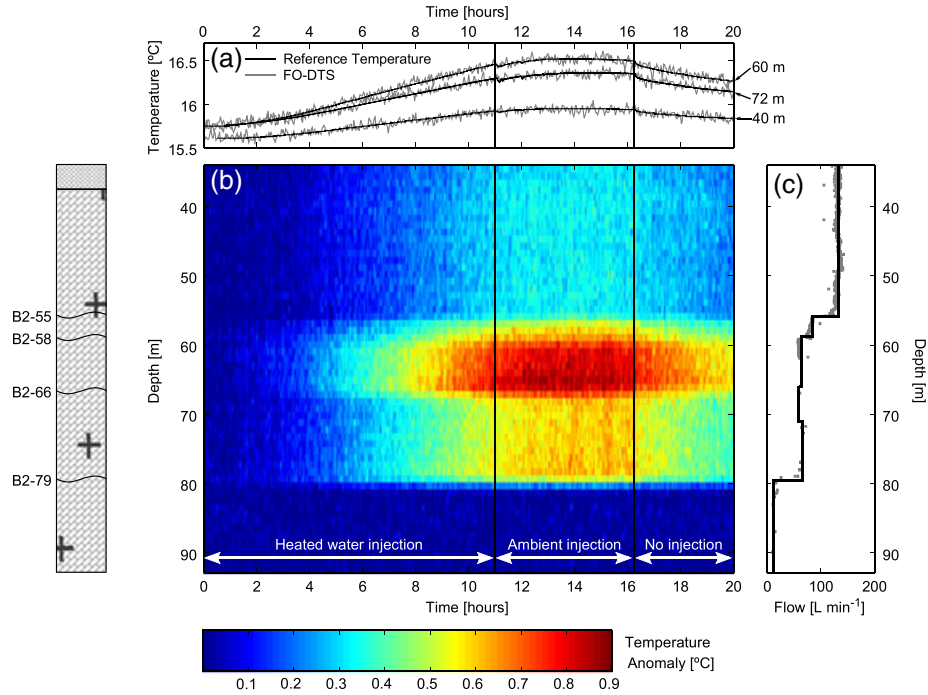 Time [hours]
0 2 4 6 8 10 12 14 16 18 20
(a)
Reference Temperature
FO-DTS
Temperature [ºC]
16.5
16
15.5
60 m
72 m
40 m
B2-55
B2-58
B2-66
B2-79
(b)
Depth [m]
40
50
60
70
80
90
Heated water injection
Ambient injection
No injection
0 2 4 6 8 10 12 14 16 18 20
Time [hours]
(c)
40
50
60
70
80
90
Depth [m]
0 100 200
Flow [L min⁻¹]
Temperature
Anomaly [ºC]
0.1 0.2 0.3 0.4 0.5 0.6 0.7 0.8 0.9